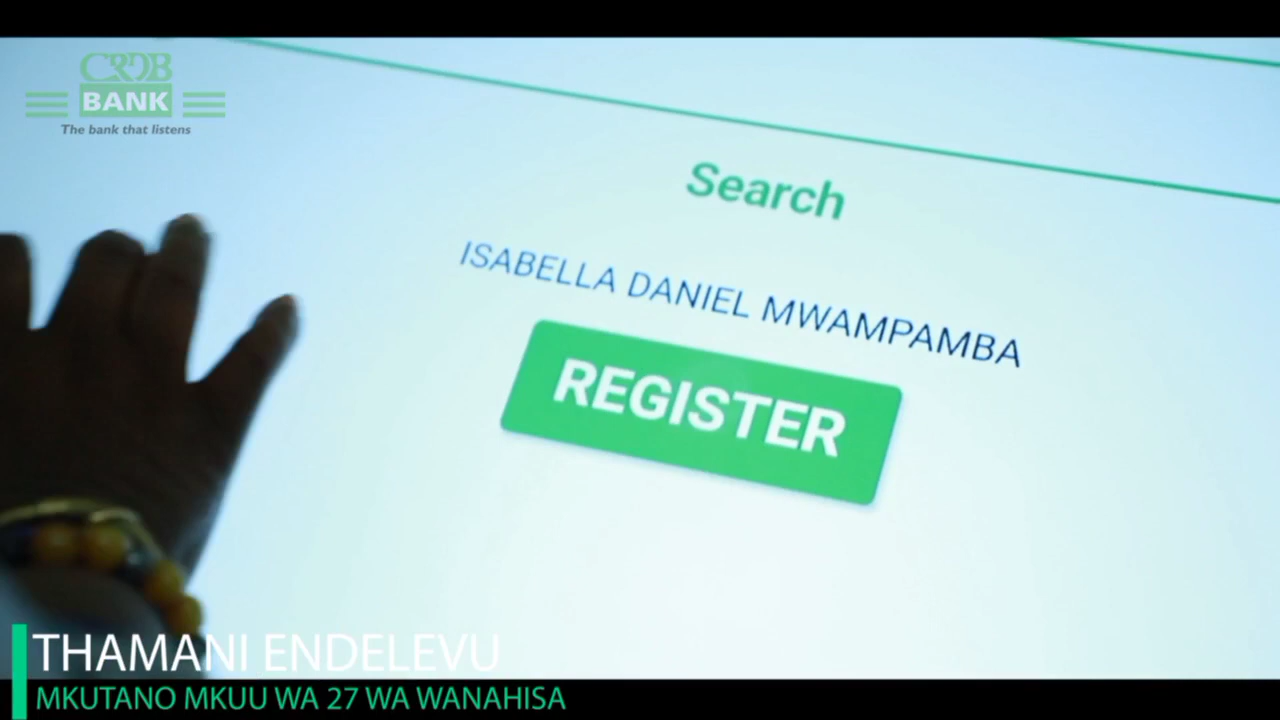 CRDB
BANK
The bank that listens
Search
ISABELLA DANIEL MWAMPAMBA
REGISTER
THAMANI ENDELEVU
MKUTANO MKUU WA 27 WA WANAHISA